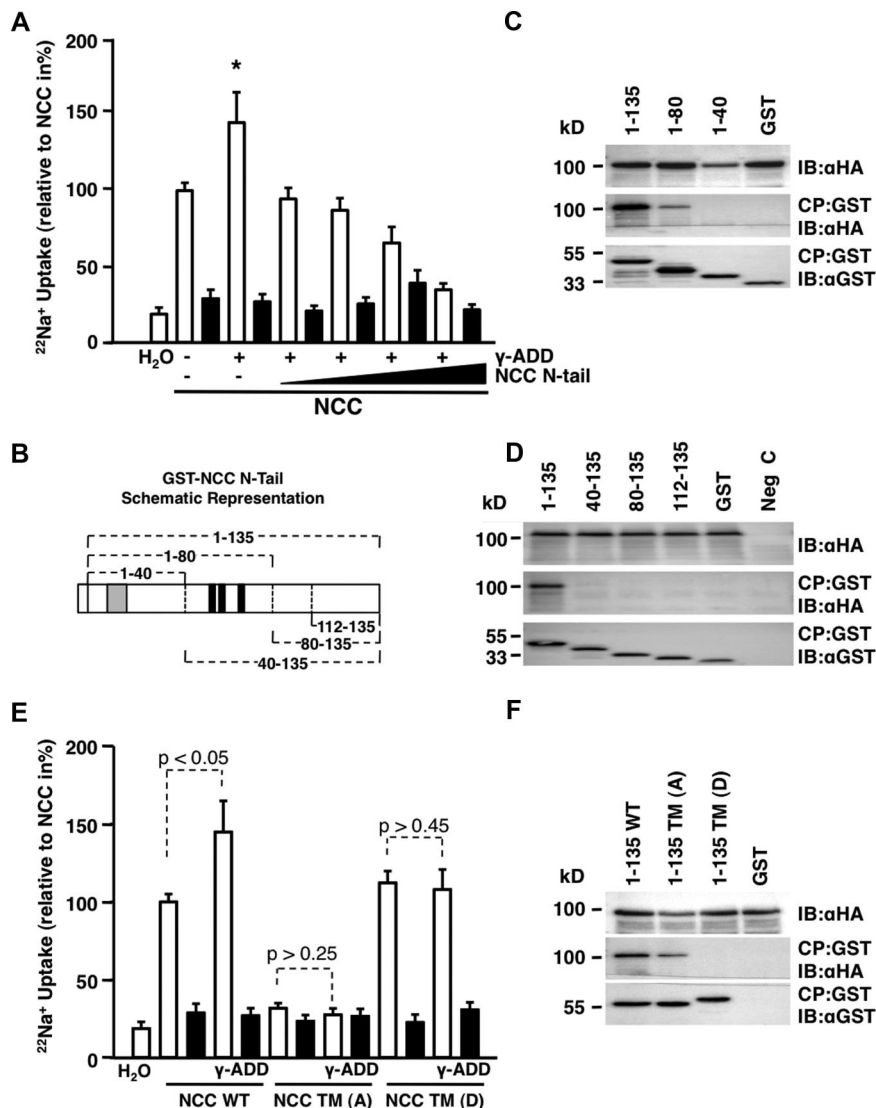 A
²²Na⁺ Uptake (relative to NCC in%)
200
150
100
50
0
*
H₂O - + + + + + γ-ADD
- - NCC N-tail
NCC
B
GST-NCC N-Tail
Schematic Representation
1-135
1-80
1-40
112-135
80-135
40-135
C
kD 1-135 1-80 1-40 GST
100 IB:αHA
100 CP:GST
IB:αHA
55 CP:GST
33 IB:αGST
D
kD 1-135 40-135 80-135 112-135 GST Neg C
100 IB:αHA
100 CP:GST
IB:αHA
55 CP:GST
33 IB:αGST
E
²²Na⁺ Uptake (relative to NCC in%)
200
150
100
50
0
p < 0.05
p > 0.25
p > 0.45
H₂O γ-ADD γ-ADD γ-ADD
NCC WT NCC TM (A) NCC TM (D)
F
kD 1-135 WT 1-135 TM (A) 1-135 TM (D) GST
100 IB:αHA
100 CP:GST
IB:αHA
55 CP:GST
IB:αGST